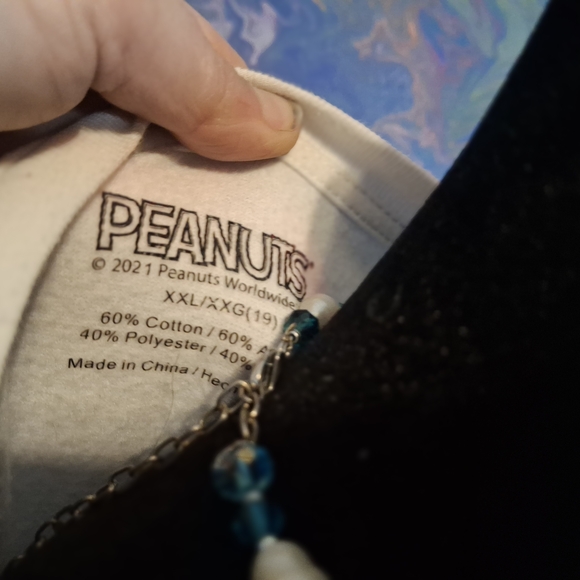 PEANUTS
© 2021 Peanuts Worldwide
XXL/XXG(19)
60% Cotton / 60%
40% Polyester / 40%
Made in China /